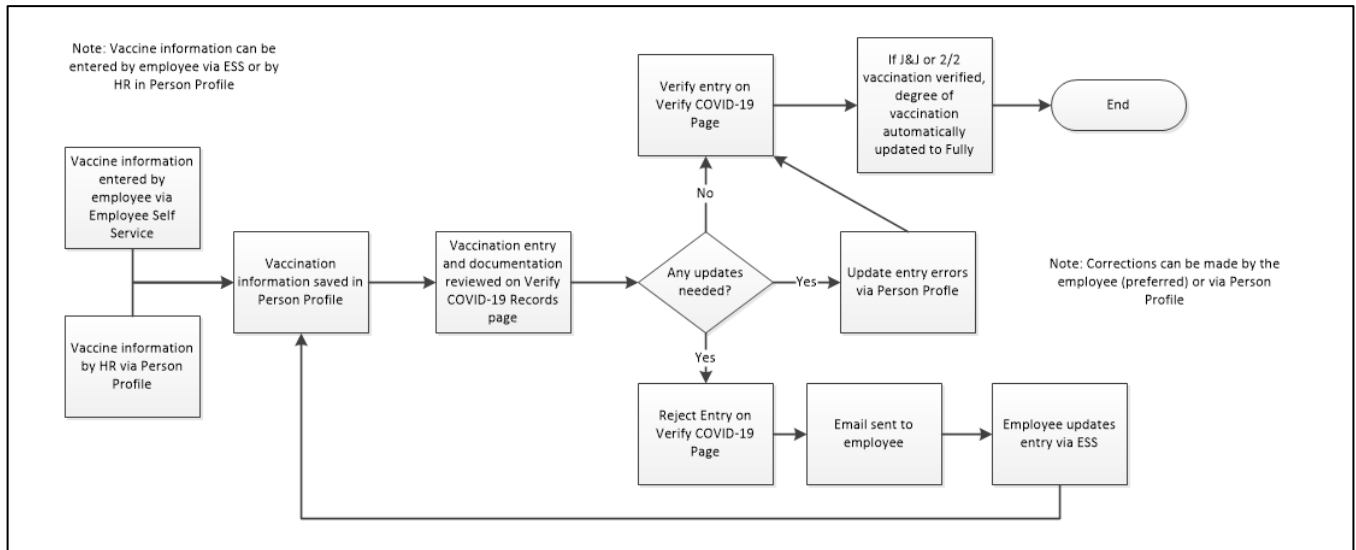 Note: Vaccine information can be
entered by employee via ESS or by
HR in Person Profile
Vaccine information
entered by
employee via
Employee Self
Service
Vaccine information
by HR via Person
Profile
Vaccination
information saved in
Person Profile
Vaccination entry
and documentation
reviewed on Verify
COVID-19 Records
page
Any updates
needed?
No
Verify entry on
Verify COVID-19
Page
If J&J or 2/2
vaccination verified,
degree of
vaccination
automatically
updated to Fully
End
Yes
Update entry errors
via Person Profle
Note: Corrections can be made by the
employee (preferred) or via Person
Profile
Yes
Reject Entry on
Verify COVID-19
Page
Email sent to
employee
Employee updates
entry via ESS